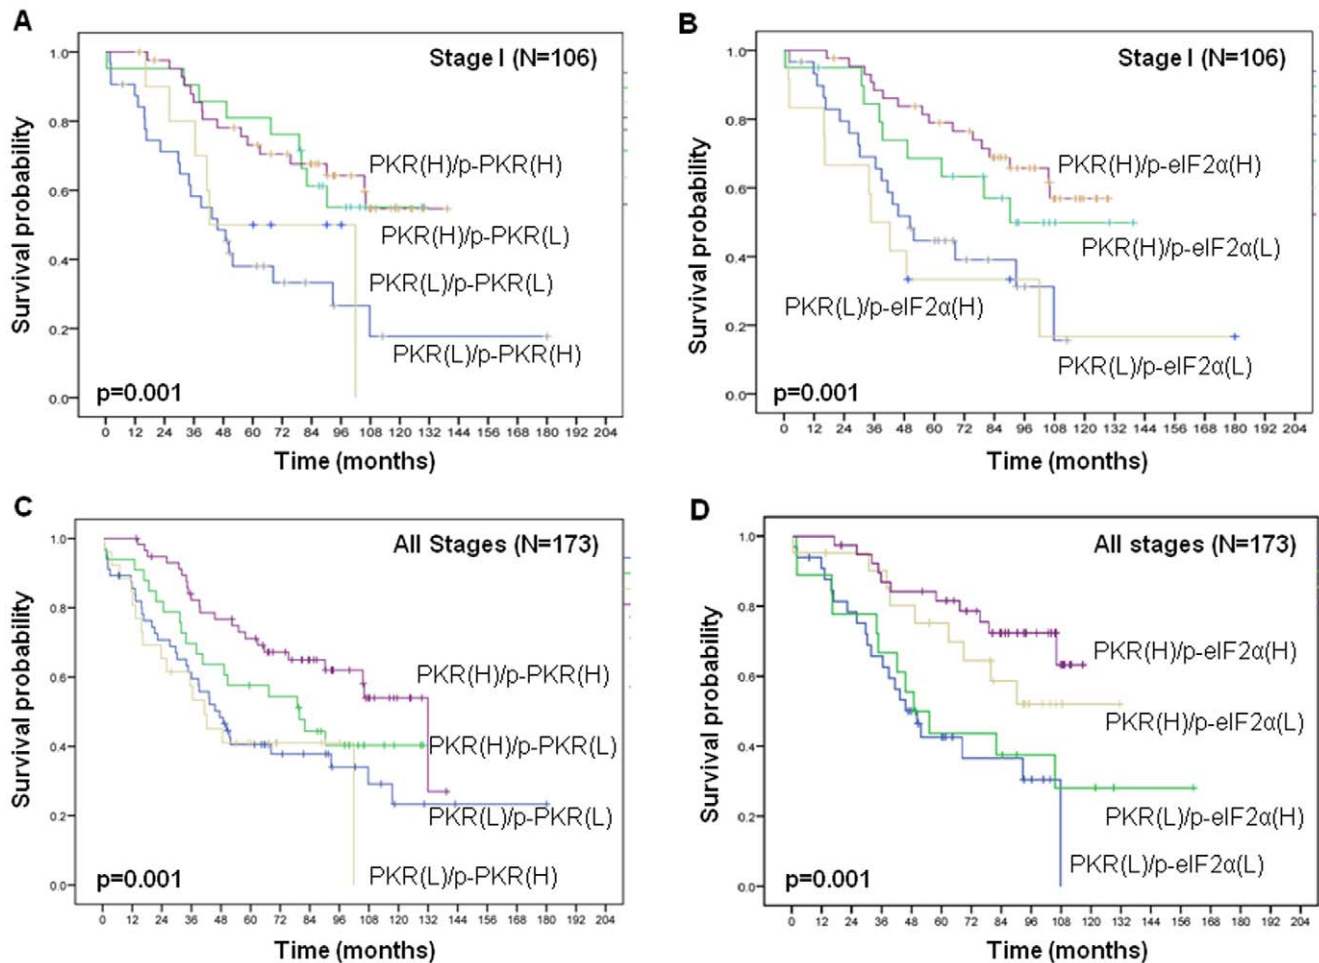 A
Stage I (N=106)
Survival probability
1.0
0.8
0.6
0.4
0.2
0.0
PKR(H)/p-PKR(H)
PKR(H)/p-PKR(L)
PKR(L)/p-PKR(L)
PKR(L)/p-PKR(H)
p=0.001
0 12 24 36 48 60 72 84 96 108 120 132 144 156 168 180 192 204
Time (months)
B
Stage I (N=106)
Survival probability
1.0
0.8
0.6
0.4
0.2
0.0
PKR(H)/p-eIF2α(H)
PKR(H)/p-eIF2α(L)
PKR(L)/p-eIF2α(H)
PKR(L)/p-eIF2α(L)
p=0.001
0 12 24 36 48 60 72 84 96 108 120 132 144 156 168 180 192 204
Time (months)
C
All Stages (N=173)
Survival probability
1.0
0.8
0.6
0.4
0.2
0.0
PKR(H)/p-PKR(H)
PKR(H)/p-PKR(L)
PKR(L)/p-PKR(L)
PKR(L)/p-PKR(H)
p=0.001
0 12 24 36 48 60 72 84 96 108 120 132 144 156 168 180 192 204
Time (months)
D
All stages (N=173)
Survival probability
1.0
0.8
0.6
0.4
0.2
0.0
PKR(H)/p-eIF2α(H)
PKR(H)/p-eIF2α(L)
PKR(L)/p-eIF2α(H)
PKR(L)/p-eIF2α(L)
p=0.001
0 12 24 36 48 60 72 84 96 108 120 132 144 156 168 180 192 204
Time (months)